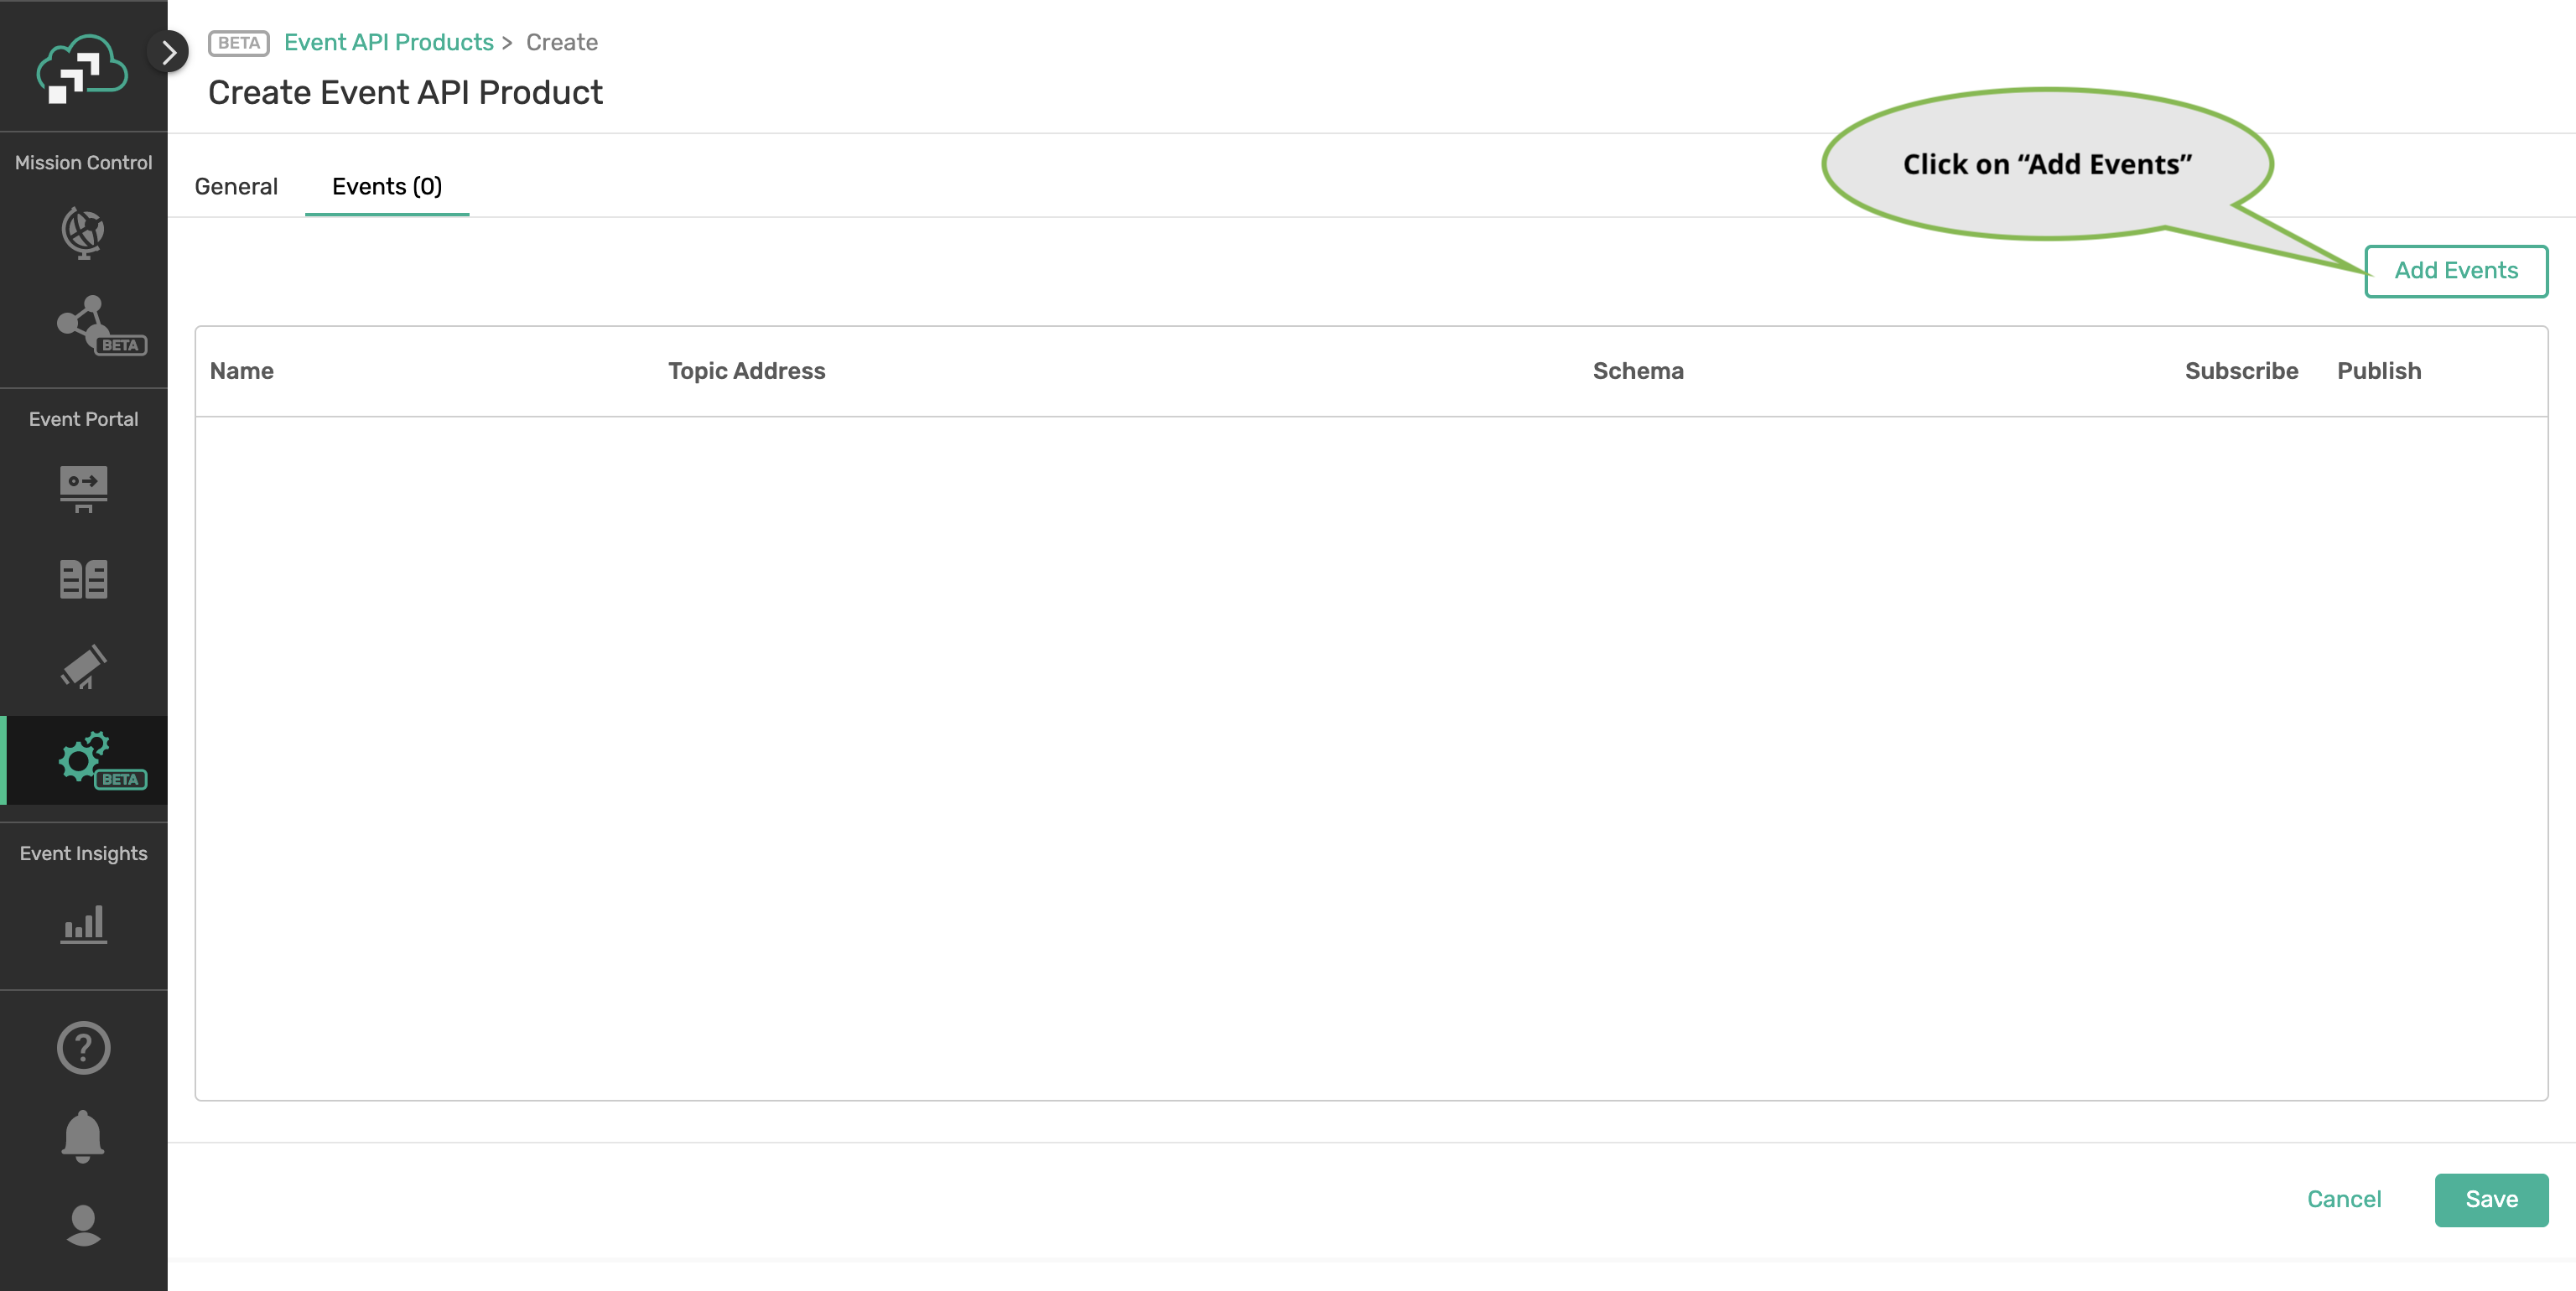 BETA Event API Products > Create
Create Event API Product
Mission Control
BETA
Event Portal
BETA
Event Insights
General Events (0)
Click on “Add Events”
Add Events
Name Topic Address Schema Subscribe Publish
Cancel Save